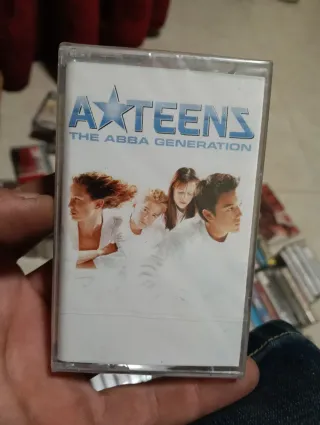 A★TEENS
THE ABBA GENERATION